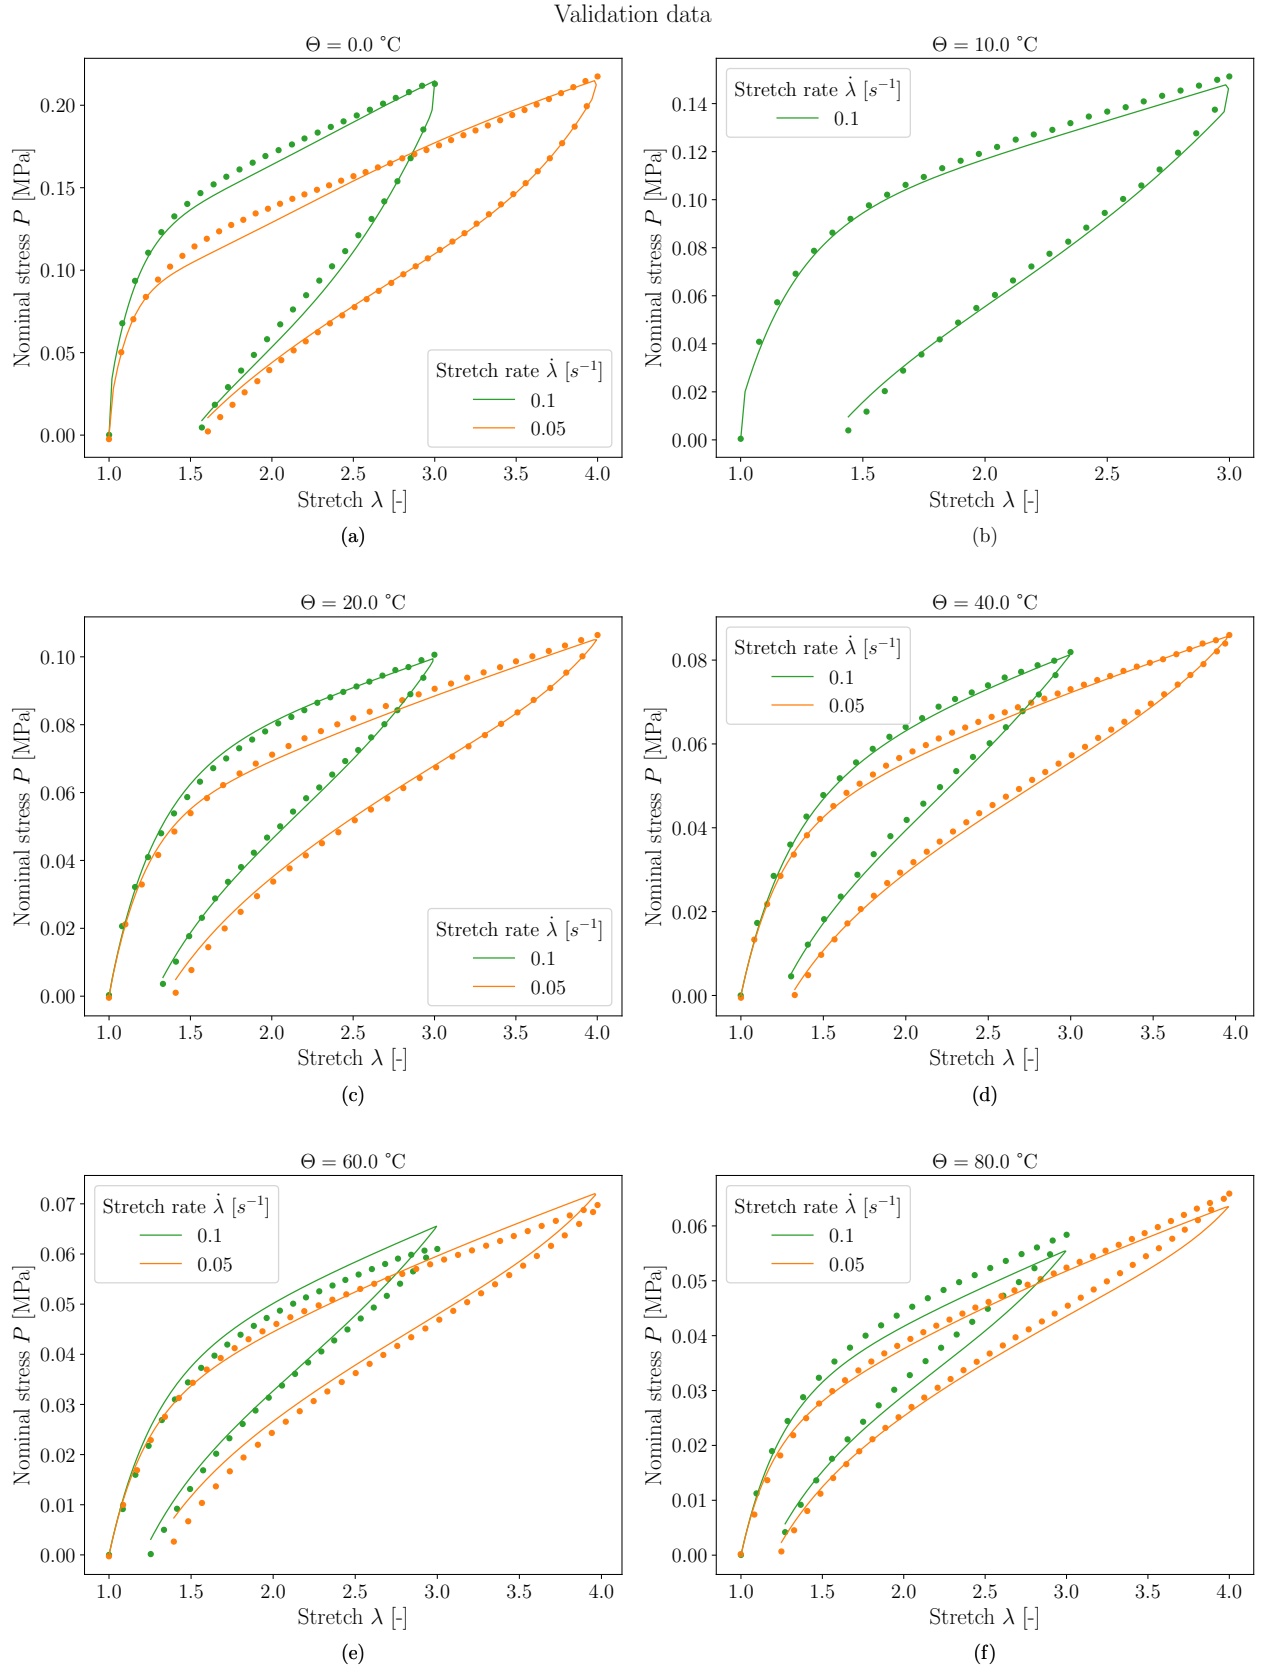 Validation data
Θ = 0.0 °C
Nominal stress P [MPa]
0.20
0.15
0.10
0.05
0.00
Stretch rate λ̇ [s⁻¹]
0.1
0.05
1.0 1.5 2.0 2.5 3.0 3.5 4.0
Stretch λ [-]
(a)
Θ = 10.0 °C
Nominal stress P [MPa]
0.14
0.12
0.10
0.08
0.06
0.04
0.02
0.00
Stretch rate λ̇ [s⁻¹]
0.1
1.0 1.5 2.0 2.5 3.0
Stretch λ [-]
(b)
Θ = 20.0 °C
Nominal stress P [MPa]
0.10
0.08
0.06
0.04
0.02
0.00
Stretch rate λ̇ [s⁻¹]
0.1
0.05
1.0 1.5 2.0 2.5 3.0 3.5 4.0
Stretch λ [-]
(c)
Θ = 40.0 °C
Nominal stress P [MPa]
0.08
0.06
0.04
0.02
0.00
Stretch rate λ̇ [s⁻¹]
0.1
0.05
1.0 1.5 2.0 2.5 3.0 3.5 4.0
Stretch λ [-]
(d)
Θ = 60.0 °C
Nominal stress P [MPa]
0.07
0.06
0.05
0.04
0.03
0.02
0.01
0.00
Stretch rate λ̇ [s⁻¹]
0.1
0.05
1.0 1.5 2.0 2.5 3.0 3.5 4.0
Stretch λ [-]
(e)
Θ = 80.0 °C
Nominal stress P [MPa]
0.06
0.05
0.04
0.03
0.02
0.01
0.00
Stretch rate λ̇ [s⁻¹]
0.1
0.05
1.0 1.5 2.0 2.5 3.0 3.5 4.0
Stretch λ [-]
(f)